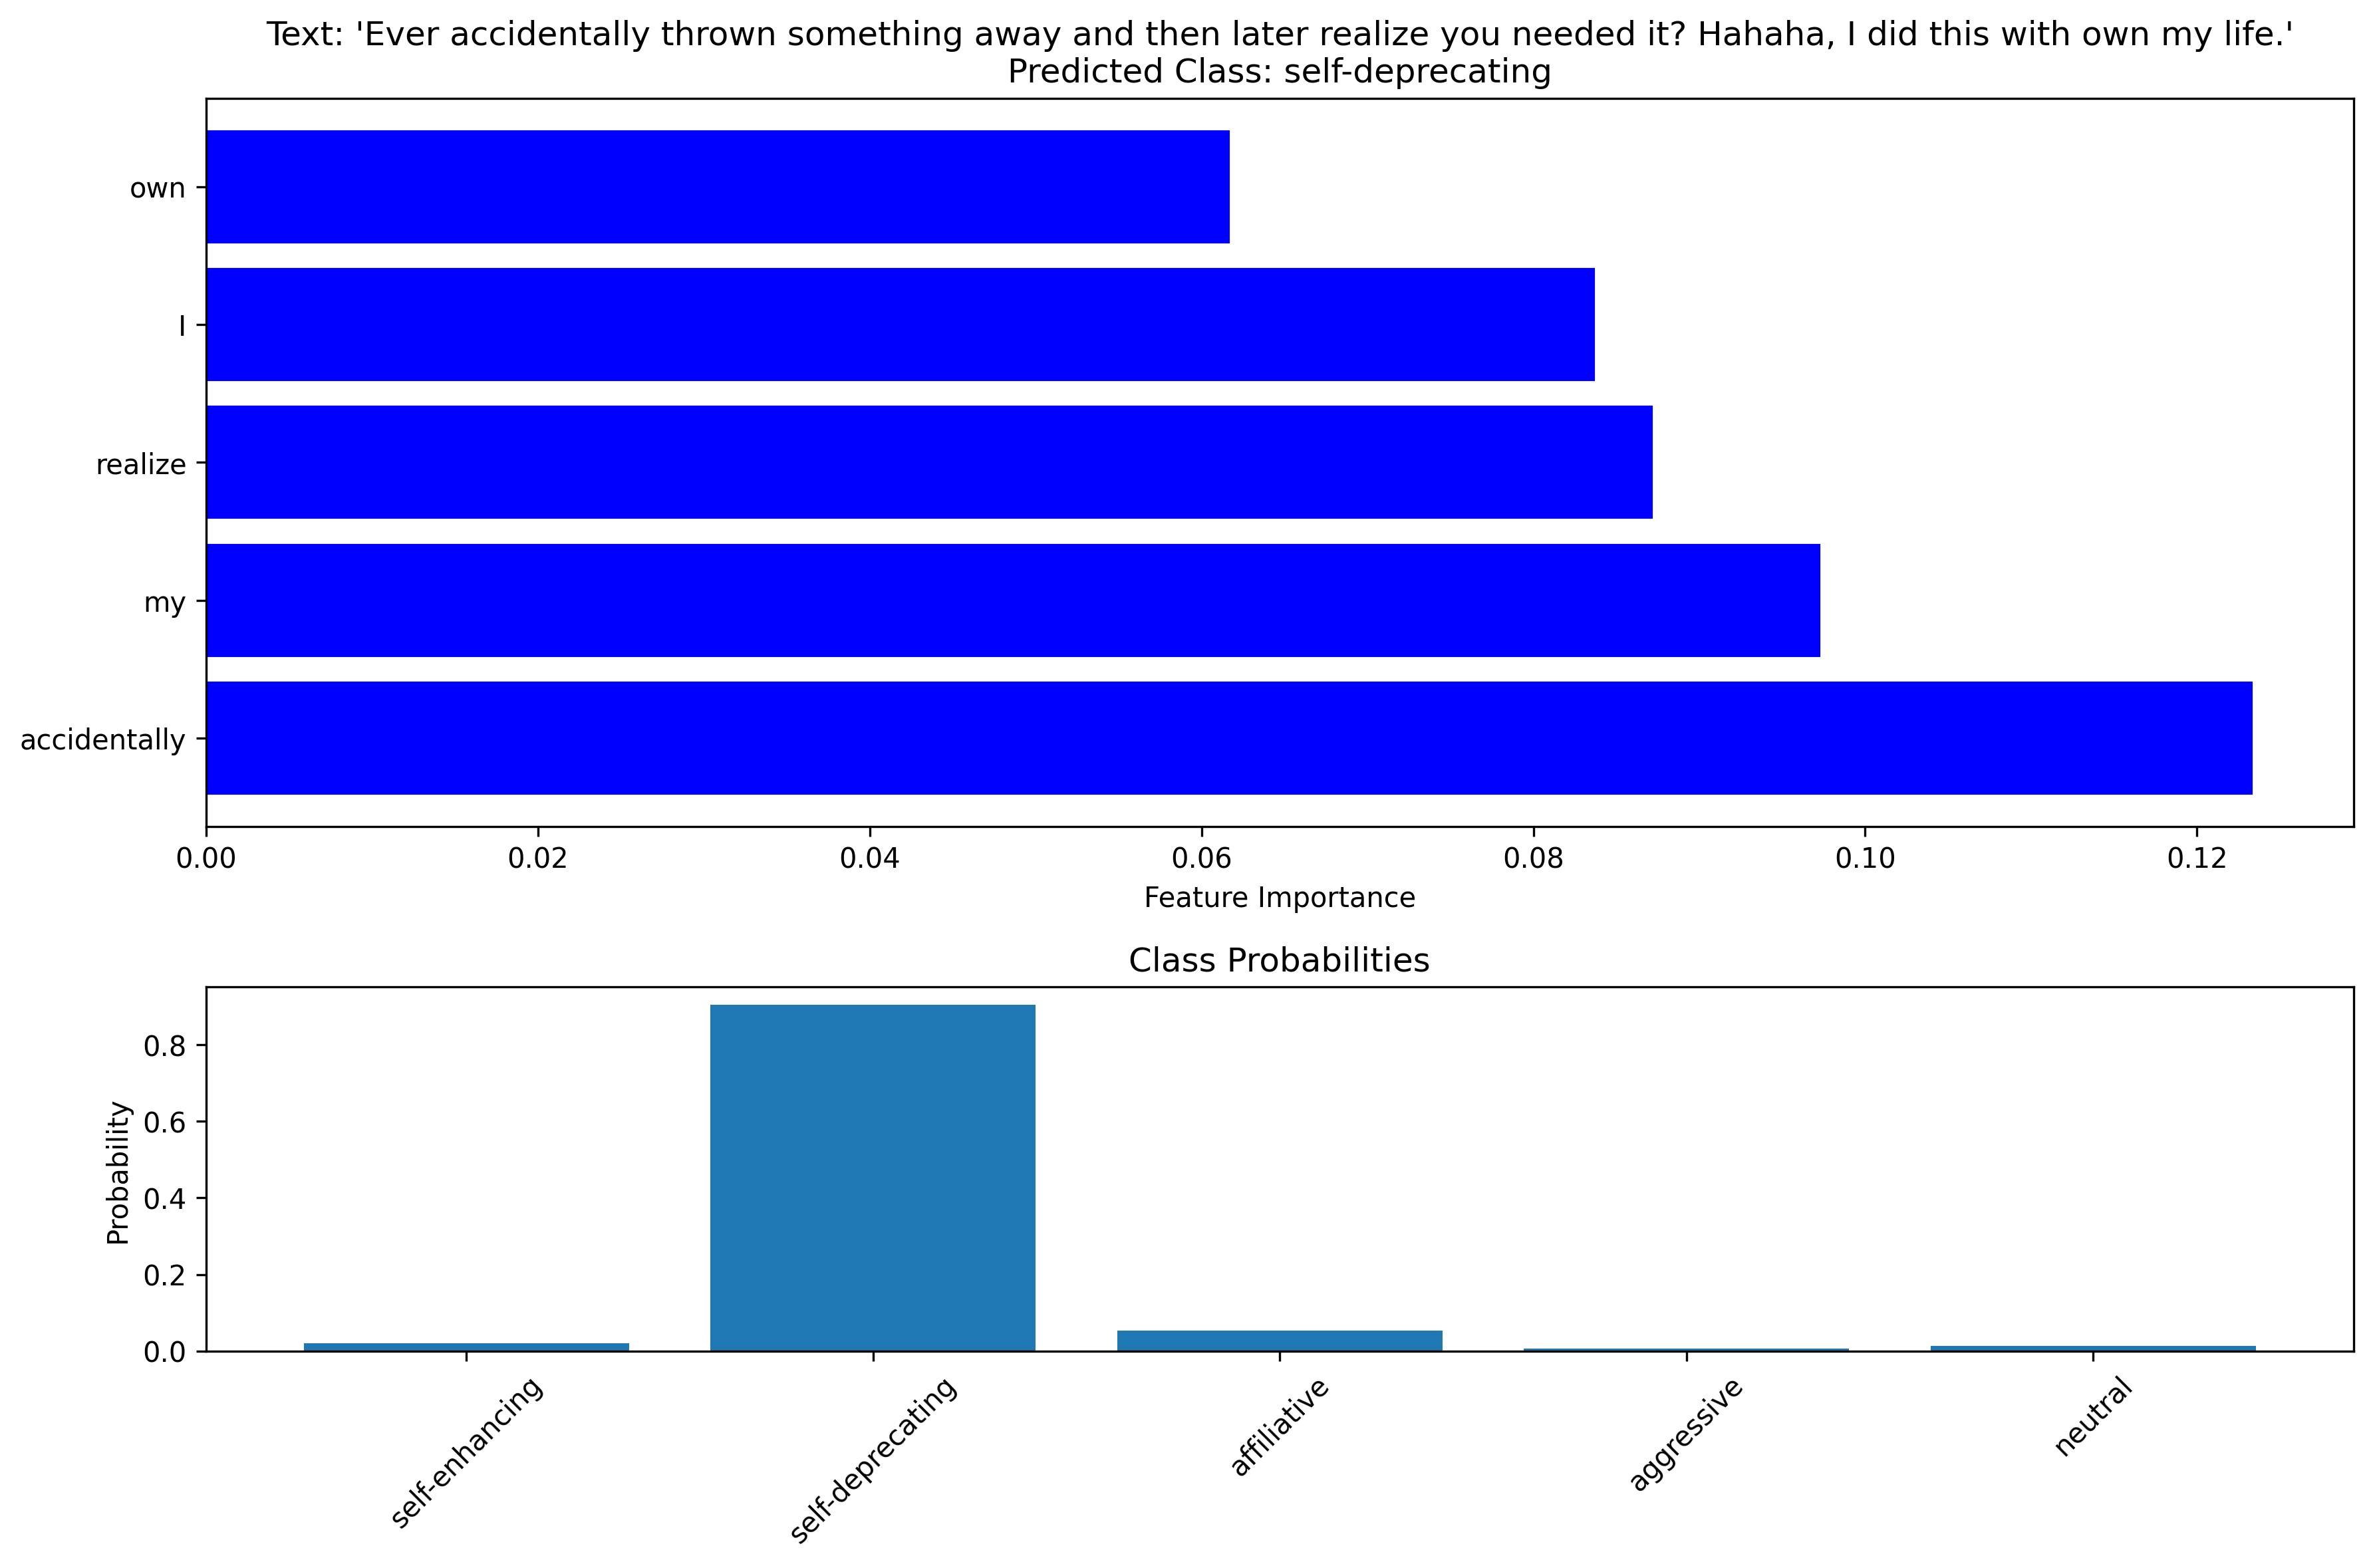 Text: 'Ever accidentally thrown something away and then later realize you needed it? Hahaha, I did this with own my life.'
Predicted Class: self-deprecating
own
I
realize
my
accidentally
0.00 0.02 0.04 0.06 0.08 0.10 0.12
Feature Importance
Class Probabilities
Probability
0.8
0.6
0.4
0.2
0.0
self-enhancing
self-deprecating
affiliative
aggressive
neutral